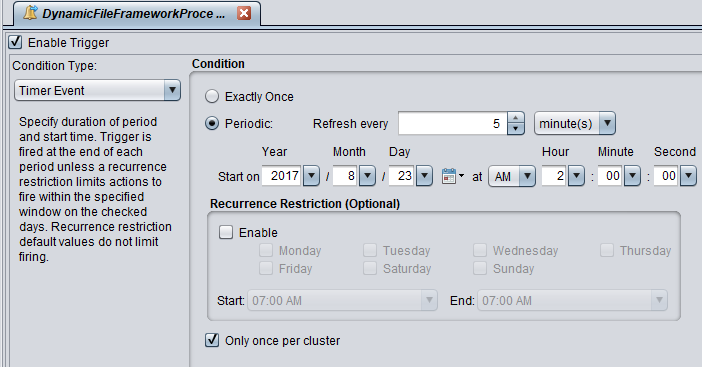 DynamicFileFrameworkProce ...
Enable Trigger
Condition Type:
Timer Event
Specify duration of period
and start time. Trigger is
fired at the end of each
period unless a recurrence
restriction limits actions to
fire within the specified
window on the checked
days. Recurrence restriction
default values do not limit
firing.
Condition
Exactly Once
Periodic: Refresh every 5 minute(s)
Year Month Day Hour Minute Second
Start on 2017 / 8 / 23 at AM 2 : 00 : 00
Recurrence Restriction (Optional)
Enable
Monday Tuesday Wednesday Thursday
Friday Saturday Sunday
Start: 07:00 AM End: 07:00 AM
Only once per cluster